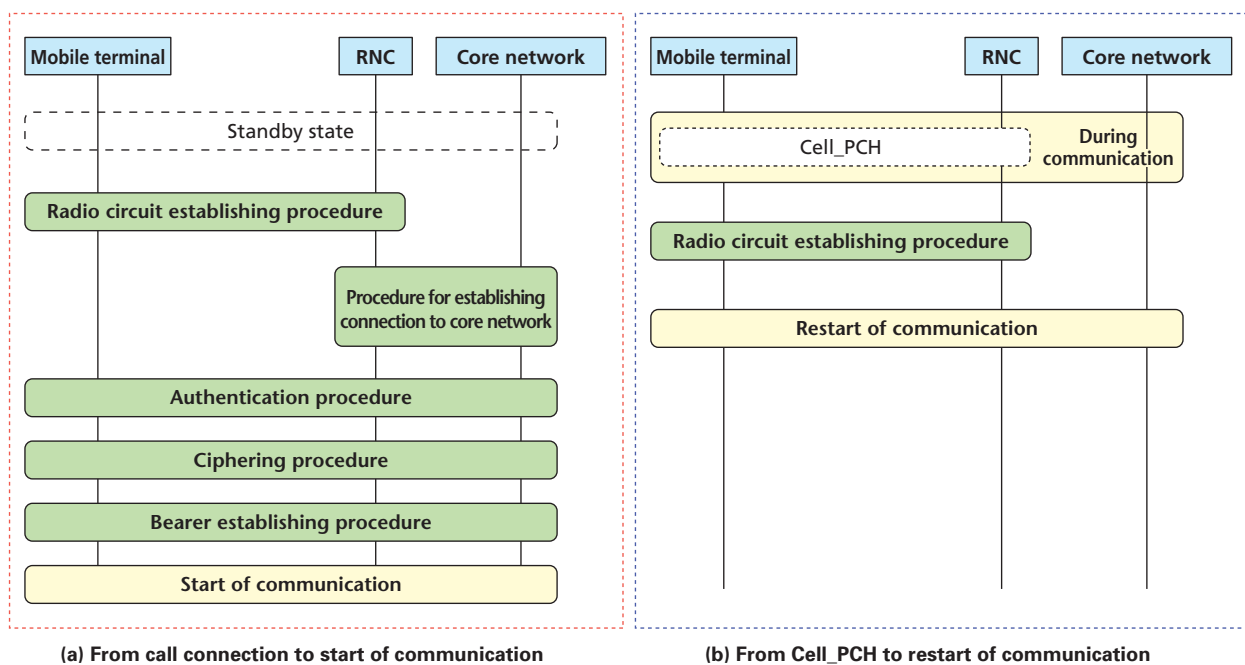 Mobile terminal
RNC
Core network
Standby state
Radio circuit establishing procedure
Procedure for establishing
connection to core network
Authentication procedure
Ciphering procedure
Bearer establishing procedure
Start of communication
(a) From call connection to start of communication
Mobile terminal
RNC
Core network
Cell_PCH
During
communication
Radio circuit establishing procedure
Restart of communication
(b) From Cell_PCH to restart of communication